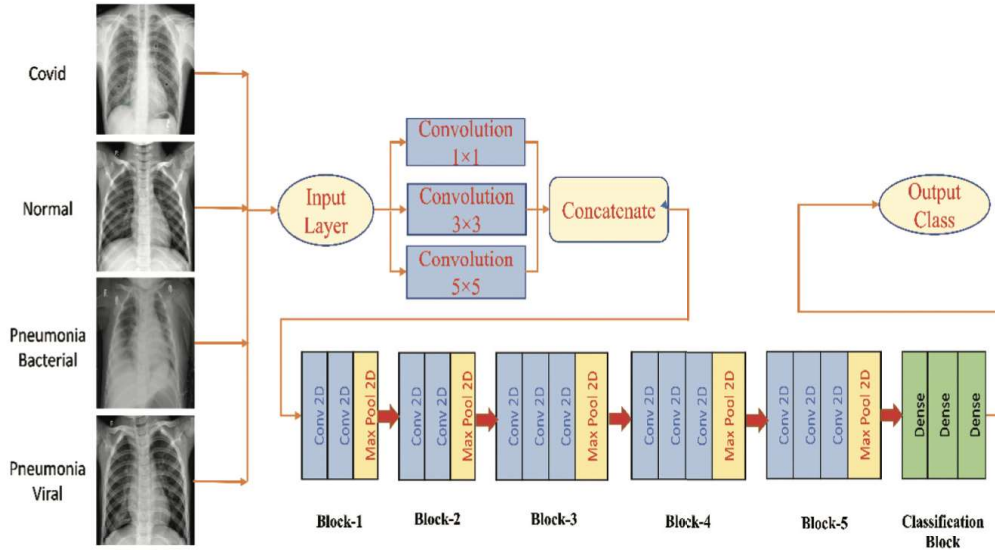 Covid
Normal
Pneumonia
Bacterial
Pneumonia
Viral
Input
Layer
Convolution
1×1
Convolution
3×3
Convolution
5×5
Concatenate
Output
Class
Conv 2D
Conv 2D
Max Pool 2D
Conv 2D
Conv 2D
Max Pool 2D
Conv 2D
Conv 2D
Conv 2D
Max Pool 2D
Conv 2D
Conv 2D
Conv 2D
Max Pool 2D
Conv 2D
Conv 2D
Conv 2D
Max Pool 2D
Dense
Dense
Dense
Block-1
Block-2
Block-3
Block-4
Block-5
Classification
Block